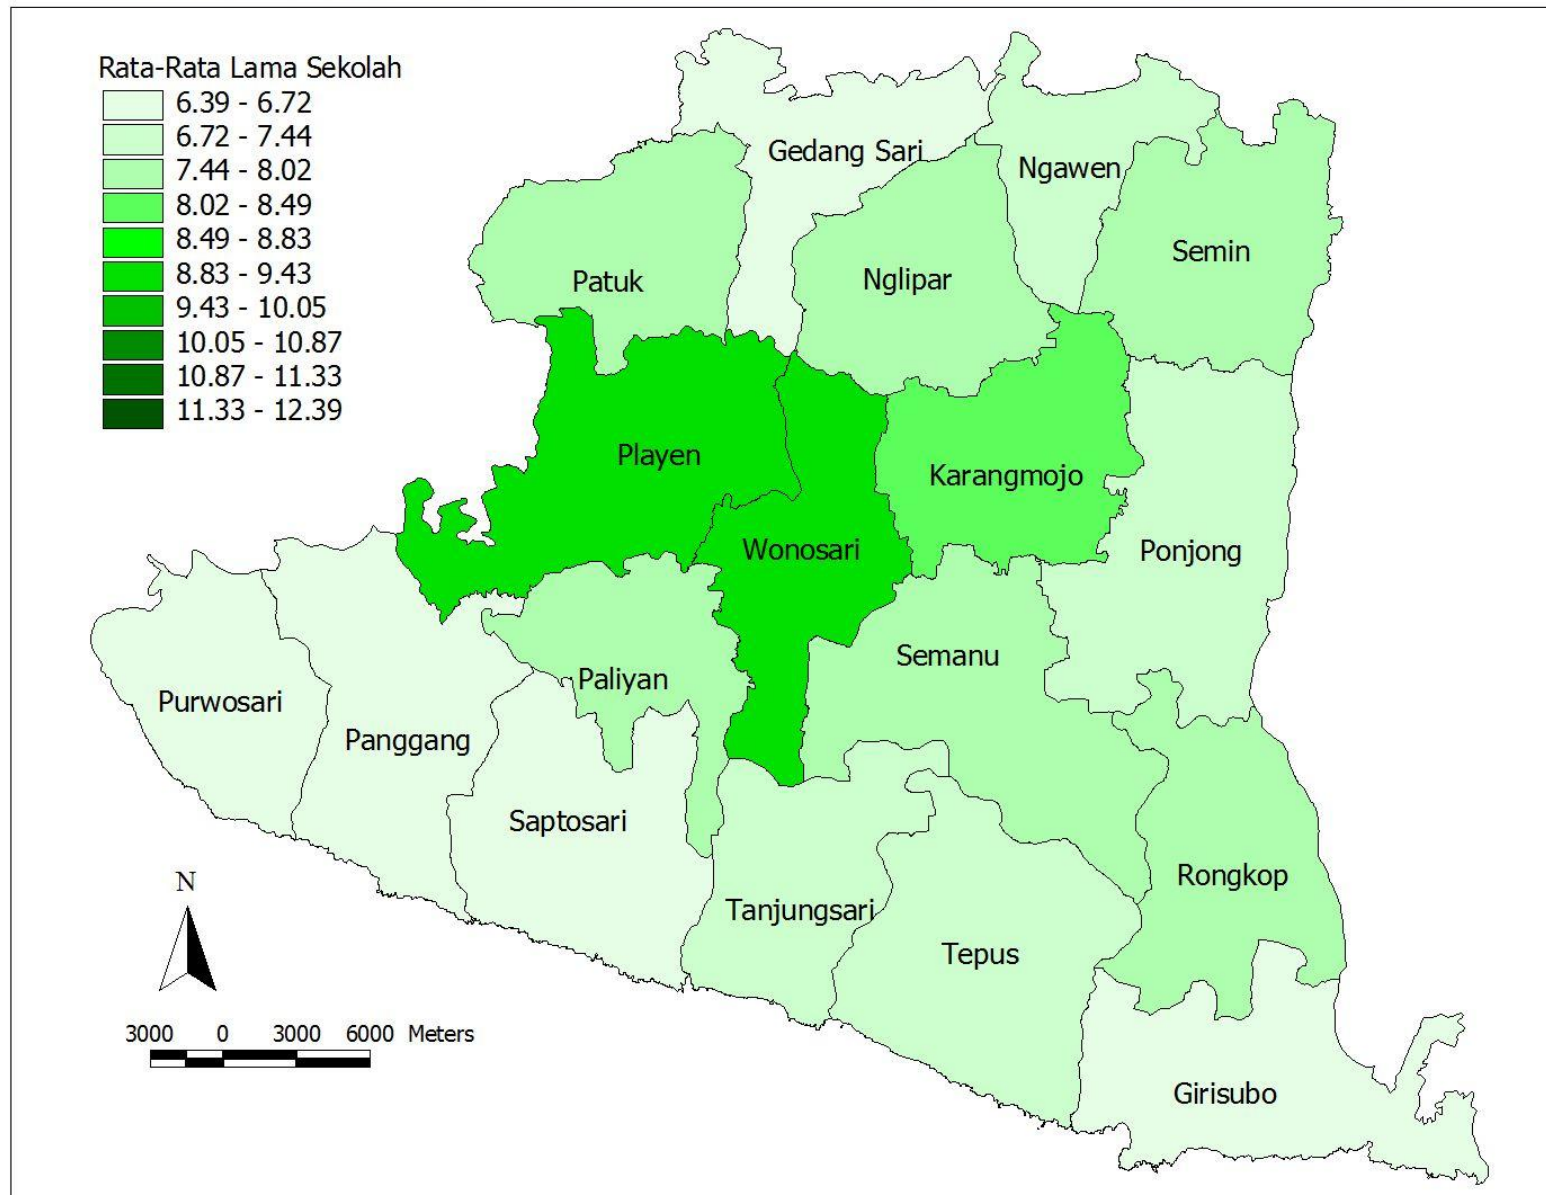 Rata-Rata Lama Sekolah
6.39 - 6.72
6.72 - 7.44
7.44 - 8.02
8.02 - 8.49
8.49 - 8.83
8.83 - 9.43
9.43 - 10.05
10.05 - 10.87
10.87 - 11.33
11.33 - 12.39
Gedang Sari
Ngawen
Semin
Patuk
Nglipar
Playen
Karangmojo
Wonosari
Ponjong
Semanu
Paliyan
Purwosari
Panggang
Saptosari
Rongkop
Tanjungsari
Tepus
Girisubo
N
3000 0 3000 6000 Meters